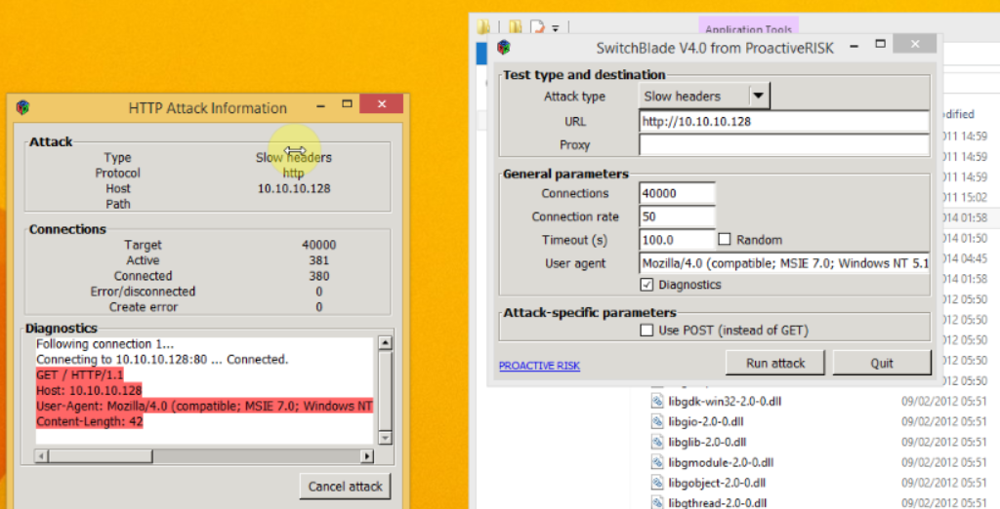 HTTP Attack Information
Attack
Type Slow headers
Protocol http
Host 10.10.10.128
Path
Connections
Target 40000
Active 381
Connected 380
Error/disconnected 0
Create error 0
Diagnostics
Following connection 1...
Connecting to 10.10.10.128:80 ... Connected.
GET / HTTP/1.1
Host: 10.10.10.128
User-Agent: Mozilla/4.0 (compatible; MSIE 7.0; Windows NT
Content-Length: 42
Cancel attack
Application Tools
SwitchBlade V4.0 from ProactiveRISK
Test type and destination
Attack type Slow headers
URL http://10.10.10.128
Proxy
General parameters
Connections 40000
Connection rate 50
Timeout (s) 100.0 Random
User agent Mozilla/4.0 (compatible; MSIE 7.0; Windows NT 5.1
Diagnostics
Attack-specific parameters
Use POST (instead of GET)
PROACTIVE RISK Run attack Quit
dified
011 14:59
011 14:59
011 14:59
011 15:02
014 01:58
014 01:50
014 04:45
014 01:58
012 05:50
012 05:50
012 05:50
012 05:50
012 05:50
libgdk-win32-2.0-0.dll 09/02/2012 05:51
libgio-2.0-0.dll 09/02/2012 05:51
libglib-2.0-0.dll 09/02/2012 05:51
libgmodule-2.0-0.dll 09/02/2012 05:51
libgobject-2.0-0.dll 09/02/2012 05:51
libgthread-2.0-0.dll 09/02/2012 05:51